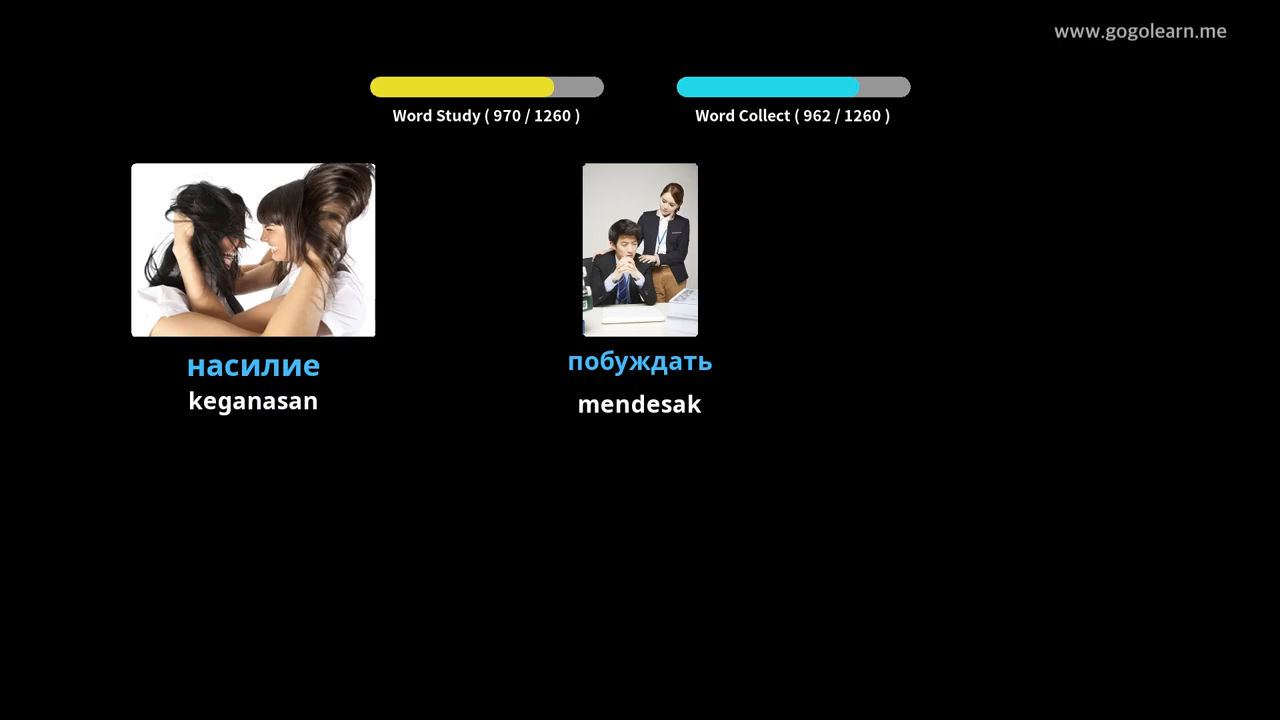 www.gogolearn.me
Word Study ( 970 / 1260 )
Word Collect ( 962 / 1260 )
насилие
keganasan
побуждать
mendesak